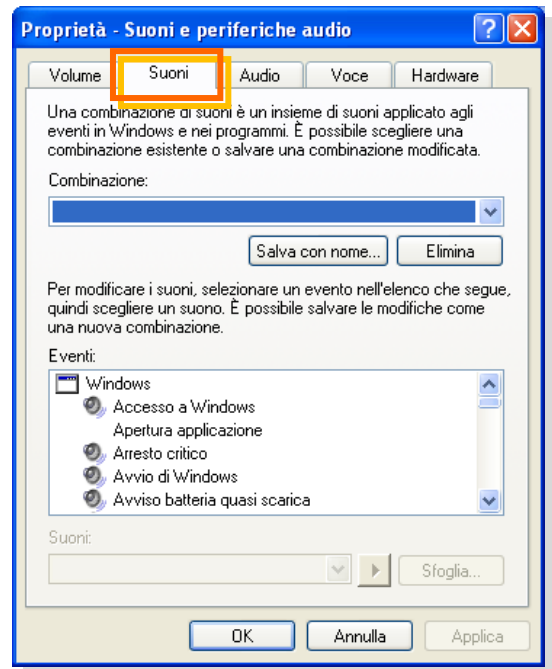 Proprietà - Suoni e periferiche audio
Volume Suoni Audio Voce Hardware
Una combinazione di suoni è un insieme di suoni applicato agli
eventi in Windows e nei programmi. È possibile scegliere una
combinazione esistente o salvare una combinazione modificata.
Combinazione:
Salva con nome... Elimina
Per modificare i suoni, selezionare un evento nell'elenco che segue,
quindi scegliere un suono. È possibile salvare le modifiche come
una nuova combinazione.
Eventi:
Windows
Accesso a Windows
Apertura applicazione
Arresto critico
Avvio di Windows
Avviso batteria quasi scarica
Suoni:
Sfoglia...
OK Annulla Applica